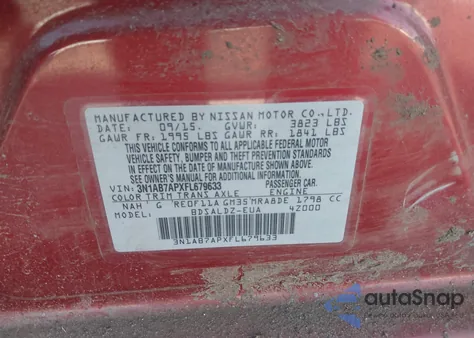 MANUFACTURED BY NISSAN MOTOR CO.,LTD.
DATE: 09/15. GVWR: 3823 LBS
GAWR FR: 1995 LBS GAWR RR: 1841 LBS
THIS VEHICLE CONFORMS TO ALL APPLICABLE FEDERAL MOTOR
VEHICLE SAFETY, BUMPER AND THEFT PREVENTION STANDARDS
IN EFFECT ON THE DATE OF MANUFACTURE SHOWN ABOVE.
SEE OWNER'S MANUAL FOR ADDITIONAL INFORMATION
VIN: 3N1AB7APXFL679633 PASSENGER CAR
COLOR TRIM TRANS AXLE ENGINE
NAH G RE0F11A GM35 MRA8DE 1798 CC
MODEL: BDSALDZ-EUA 42000
3N1AB7APXFL679633
autoSnap